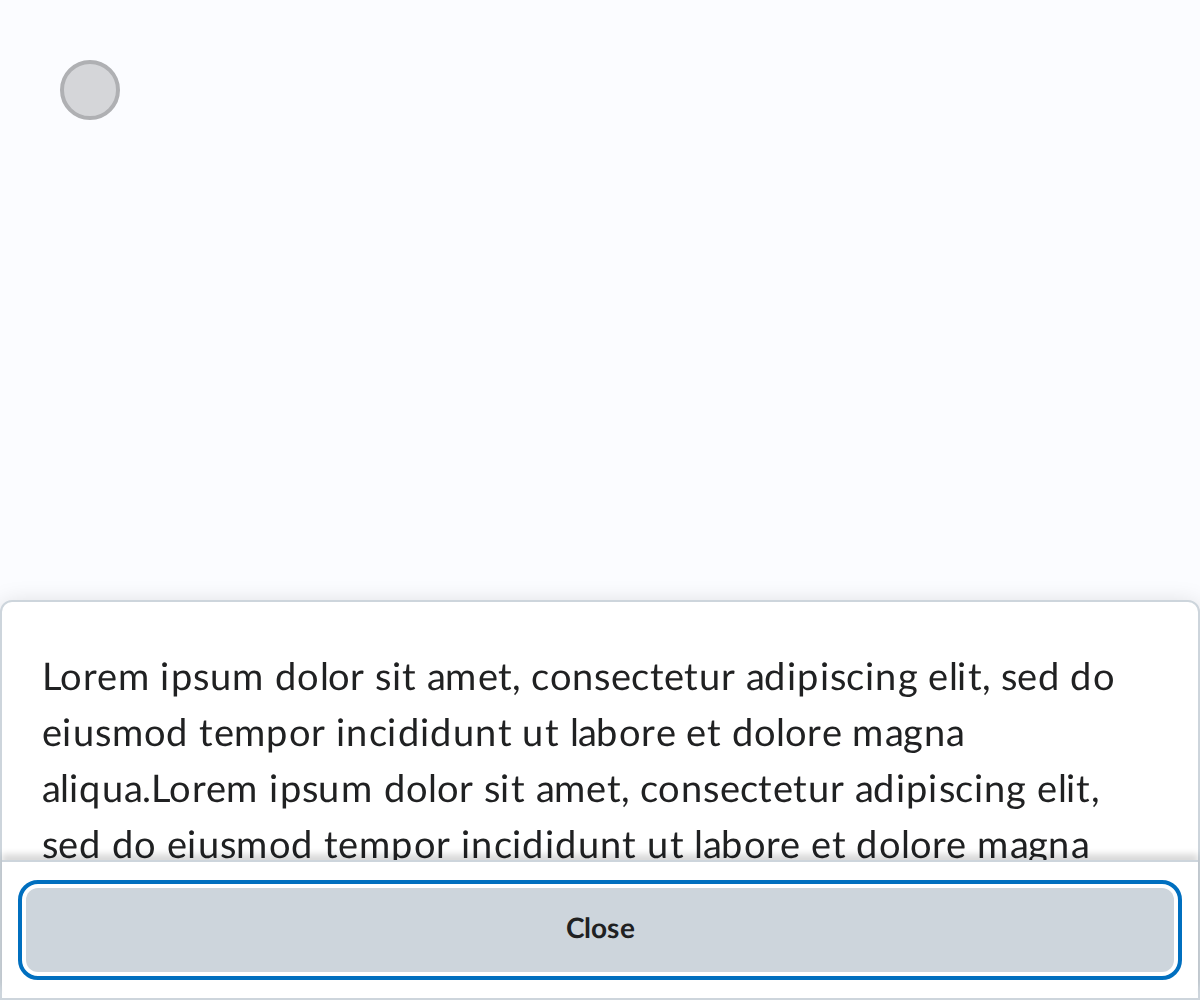 Lorem ipsum dolor sit amet, consectetur adipiscing elit, sed do
eiusmod tempor incididunt ut labore et dolore magna
aliqua.Lorem ipsum dolor sit amet, consectetur adipiscing elit,
sed do eiusmod tempor incididunt ut labore et dolore magna
Close